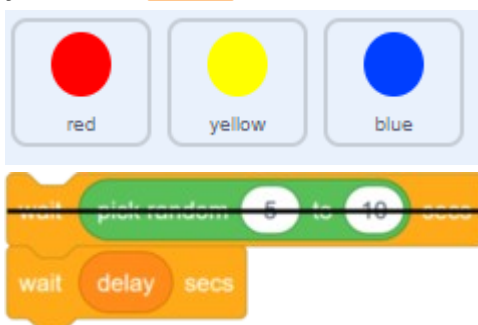 red yellow blue
wait pick random 5 to 10 secs
wait delay secs